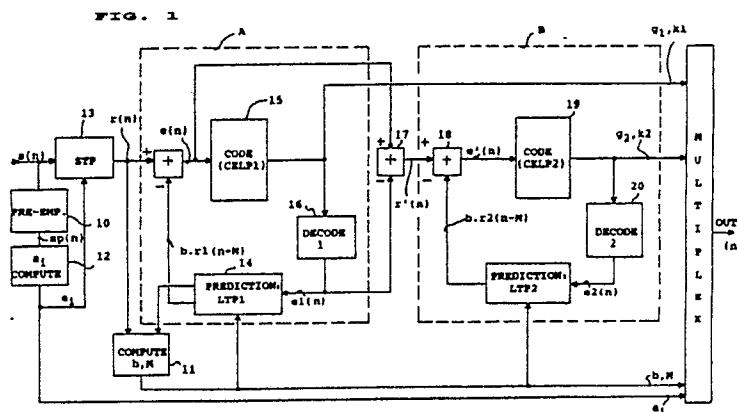 FIG. 1
A
B
g1,k1
13
r(n)
e(n)
15
19
s(n)
STP
+
+
−
CODE
(CELP1)
+
−
+
17
r'(n)
+
18
+
−
e'(n)
CODE
(CELP2)
g2,k2
PRE-EMP.
10
sp(n)
ai
COMPUTE
12
ai
b.r1(n-M)
16
DECODE
1
14
PREDICTION:
LTP1
e1(n)
b.r2(n-M)
20
DECODE
2
PREDICTION:
LTP2
e2(n)
COMPUTE
b,M
11
b,M
ai
MULTIPLEX
OUT
(n